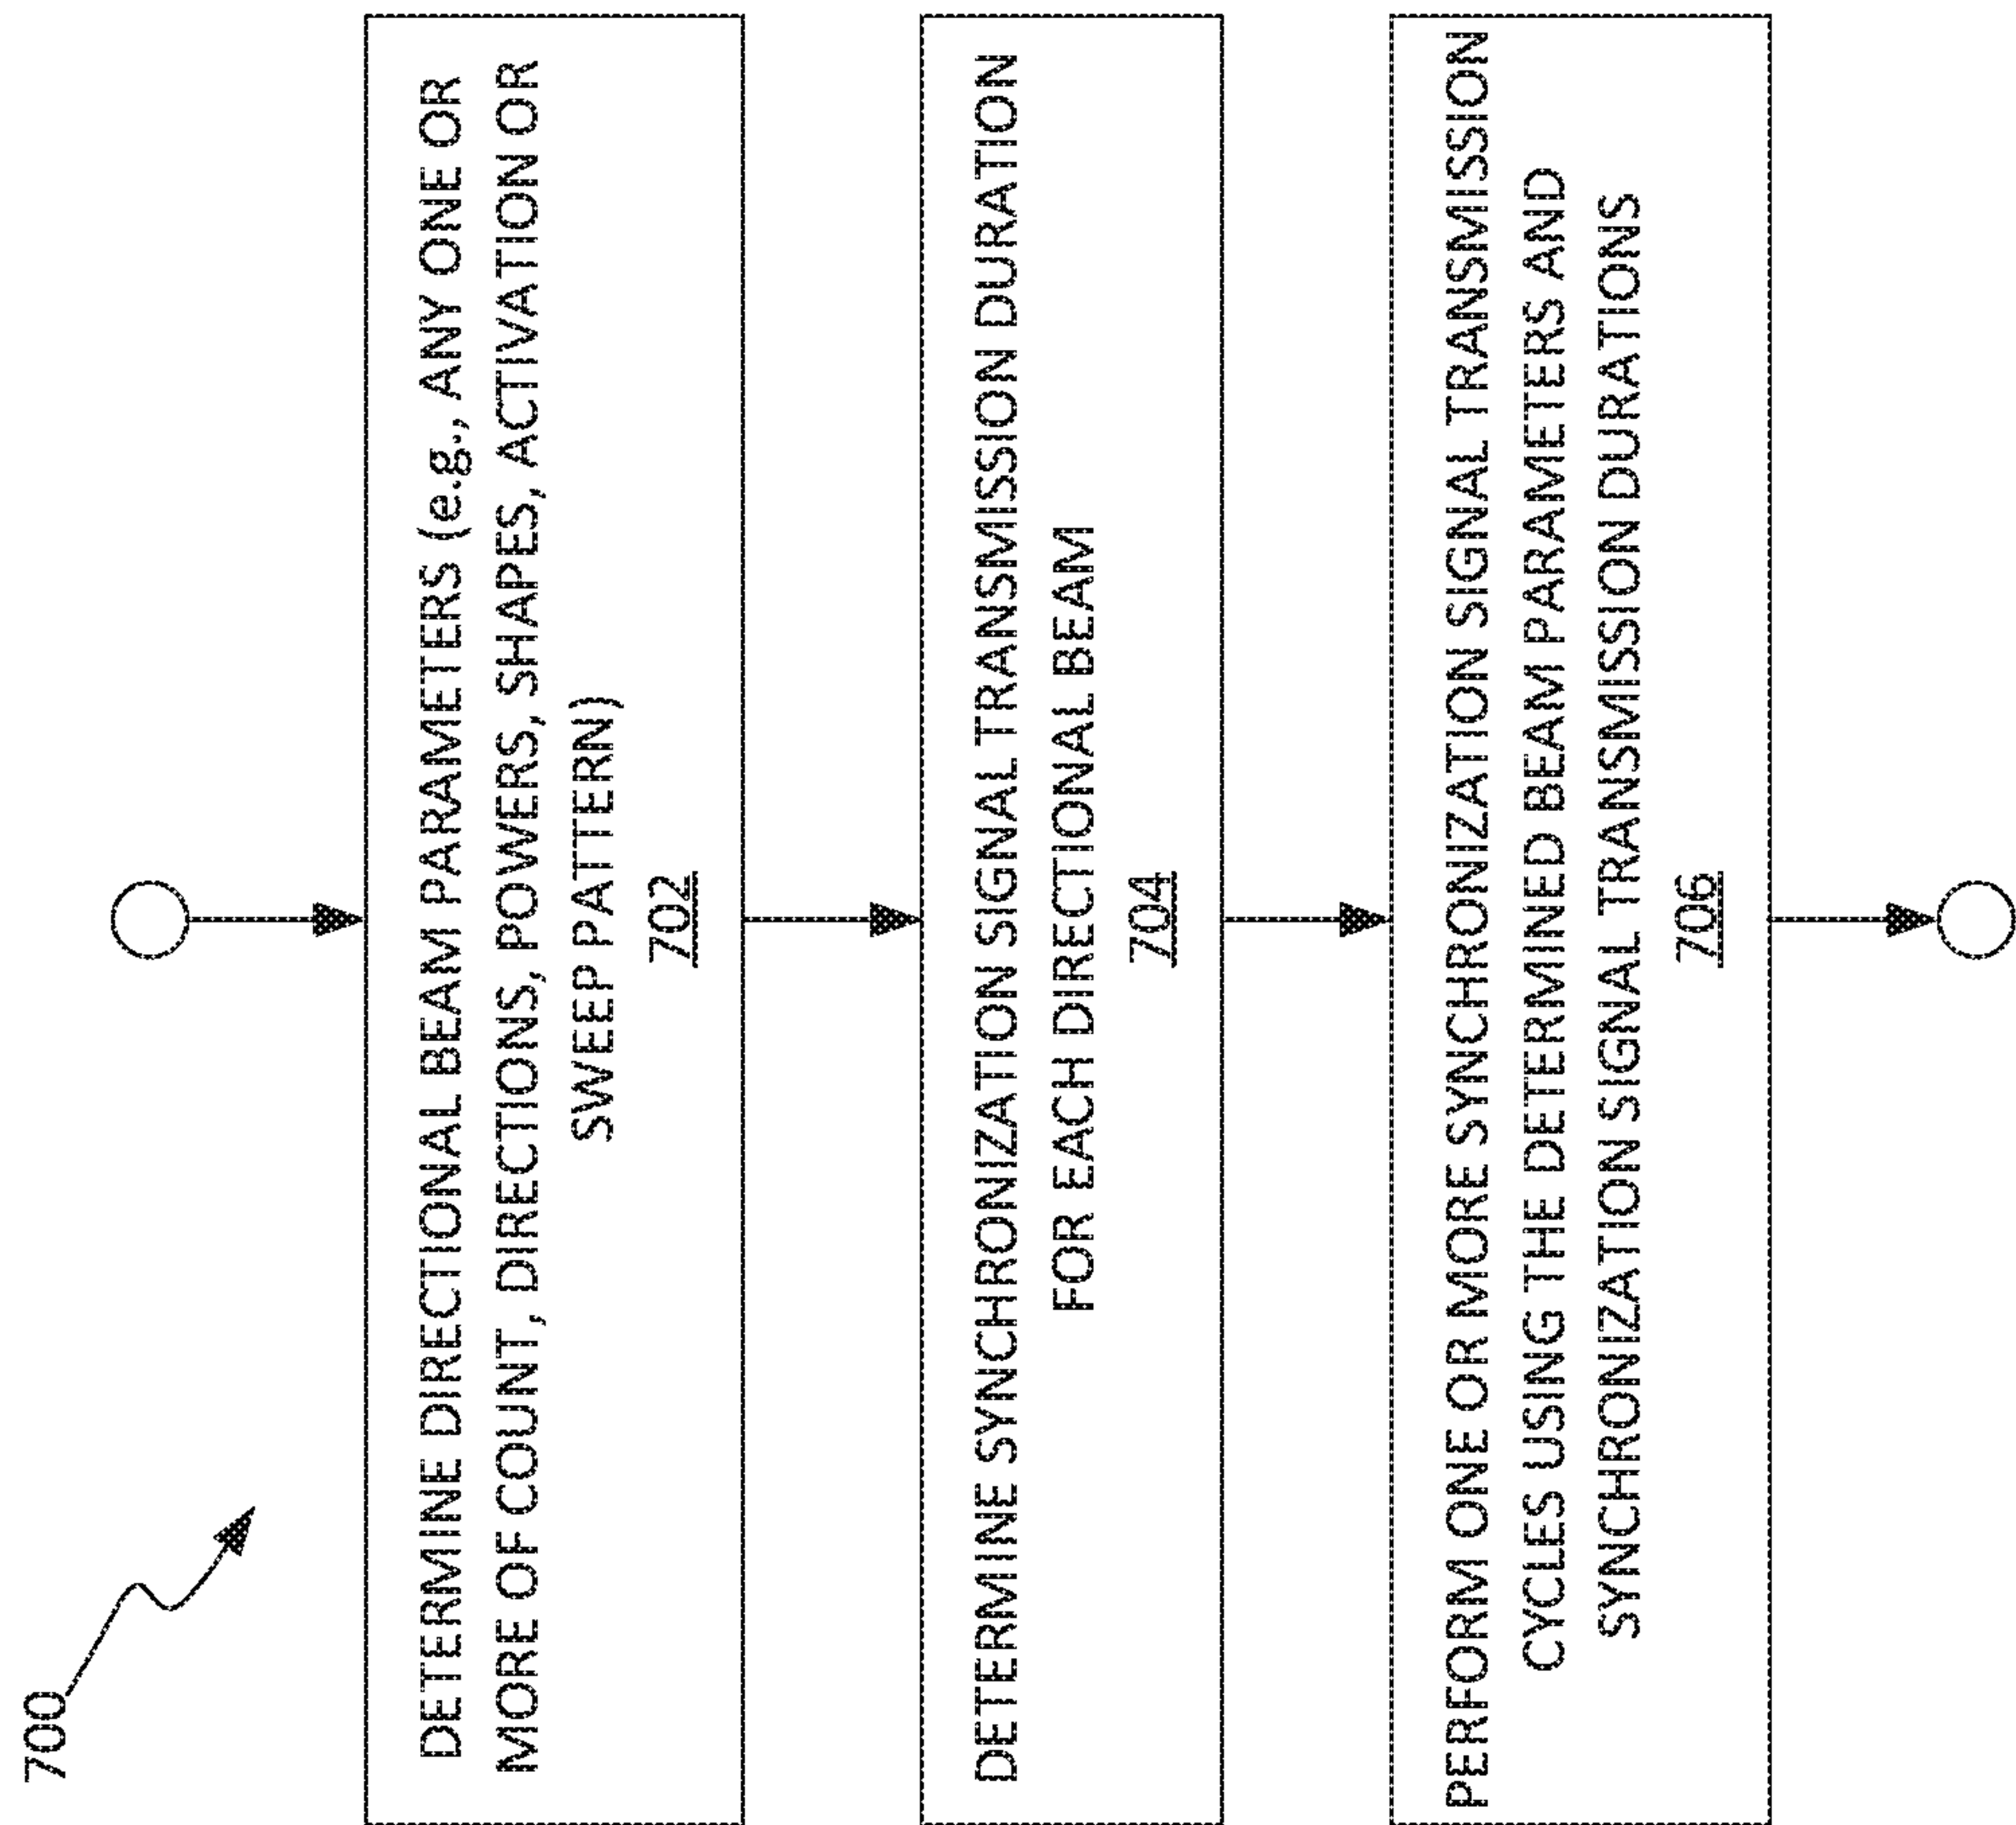 700
DETERMINE DIRECTIONAL BEAM PARAMETERS (e.g., ANY ONE OR
MORE OF COUNT, DIRECTIONS, POWERS, SHAPES, ACTIVATION OR
SWEEP PATTERN)
702
DETERMINE SYNCHRONIZATION SIGNAL TRANSMISSION DURATION
FOR EACH DIRECTIONAL BEAM
704
PERFORM ONE OR MORE SYNCHRONIZATION SIGNAL TRANSMISSION
CYCLES USING THE DETERMINED BEAM PARAMETERS AND
SYNCHRONIZATION SIGNAL TRANSMISSION DURATIONS
706